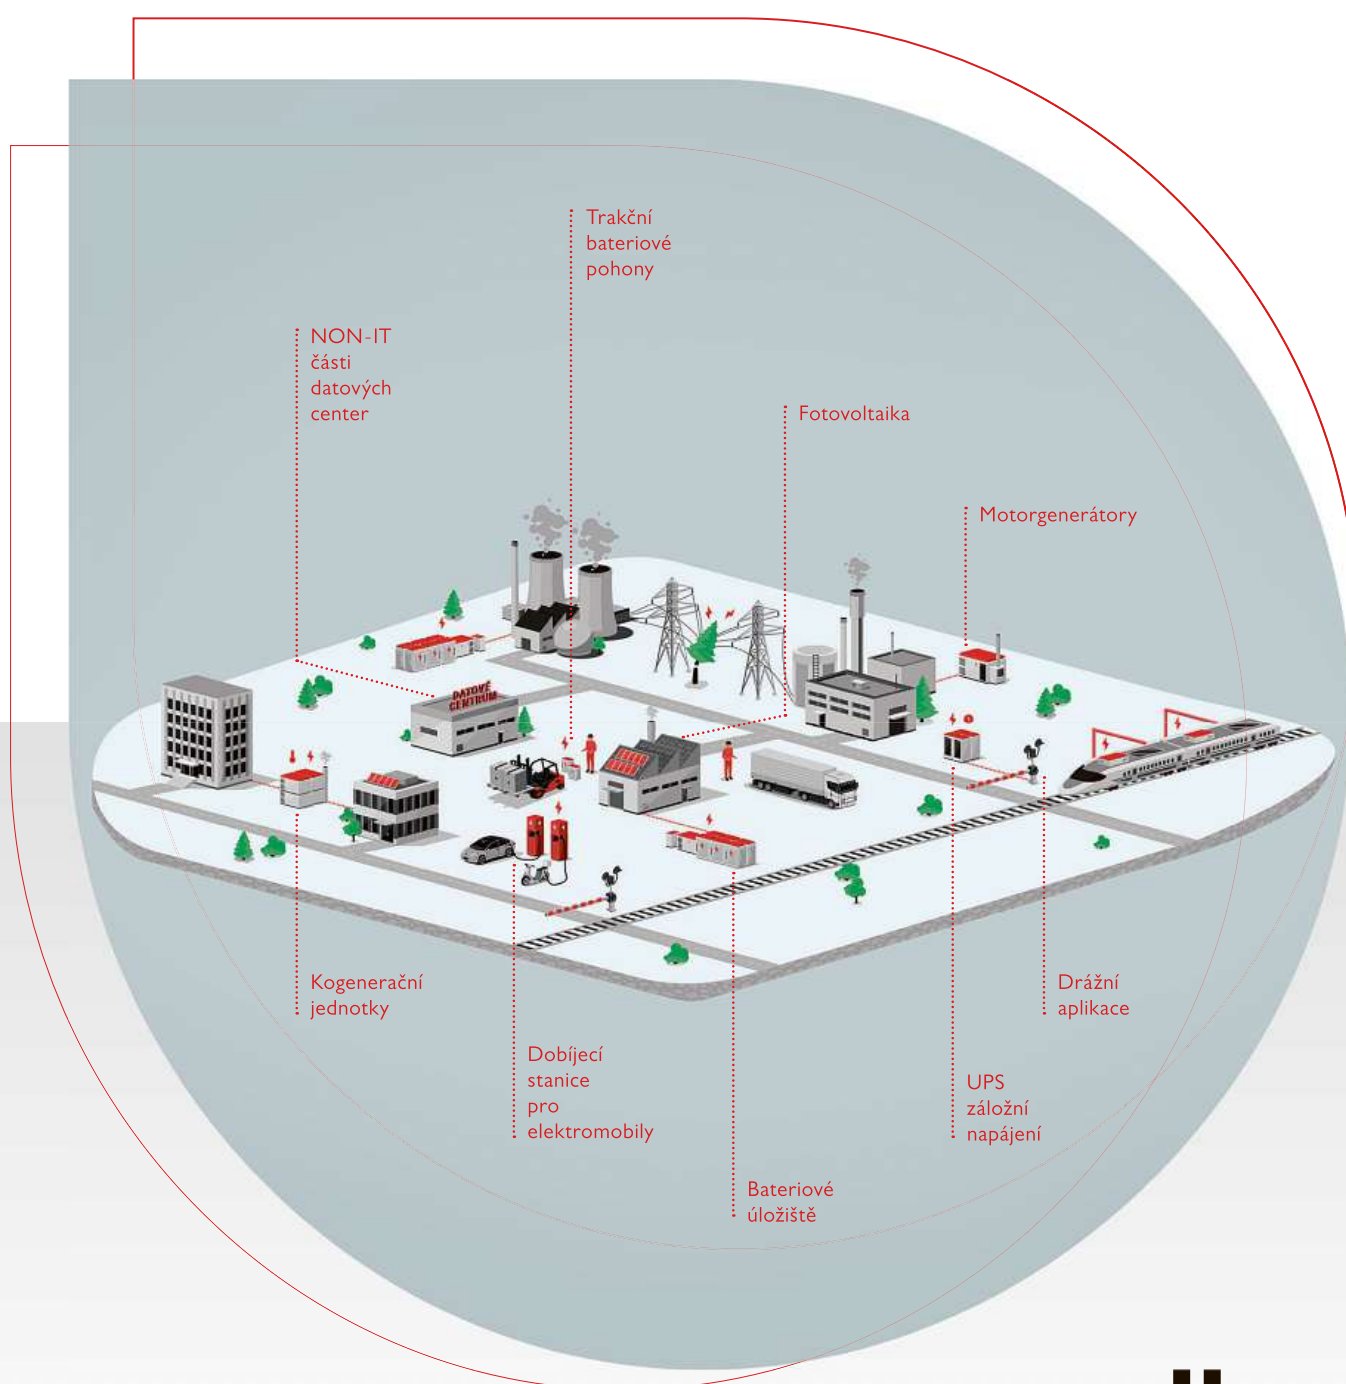 Trakční
bateriové
pohony
NON-IT
části
datových
center
Fotovoltaika
Motorgenerátory
DATOVÉ
CENTRUM
Kogenerační
jednotky
Drážní
aplikace
Dobíjecí
stanice
pro
elektromobily
UPS
záložní
napájení
Bateriové
úložiště